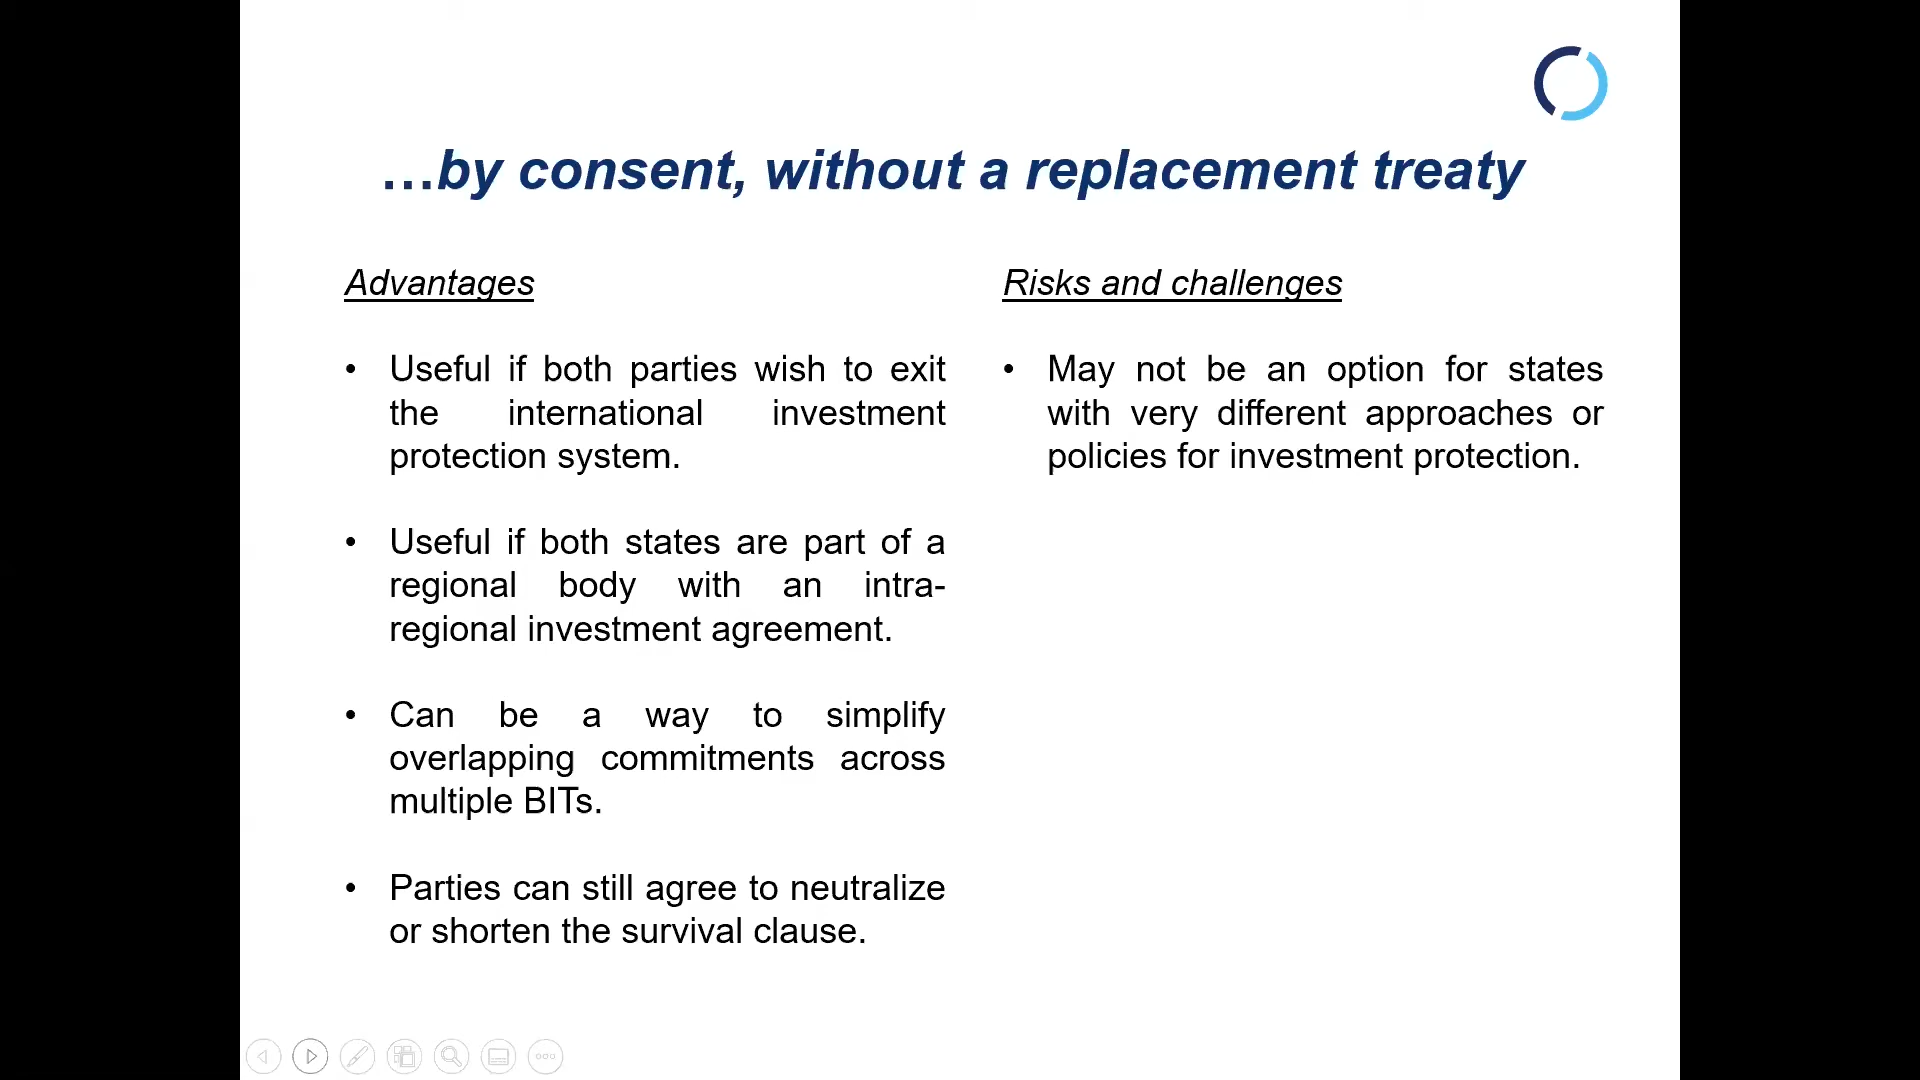 …by consent, without a replacement treaty
Advantages
• Useful if both parties wish to exit
the international investment
protection system.
• Useful if both states are part of a
regional body with an intra-
regional investment agreement.
• Can be a way to simplify
overlapping commitments across
multiple BITs.
• Parties can still agree to neutralize
or shorten the survival clause.
Risks and challenges
• May not be an option for states
with very different approaches or
policies for investment protection.